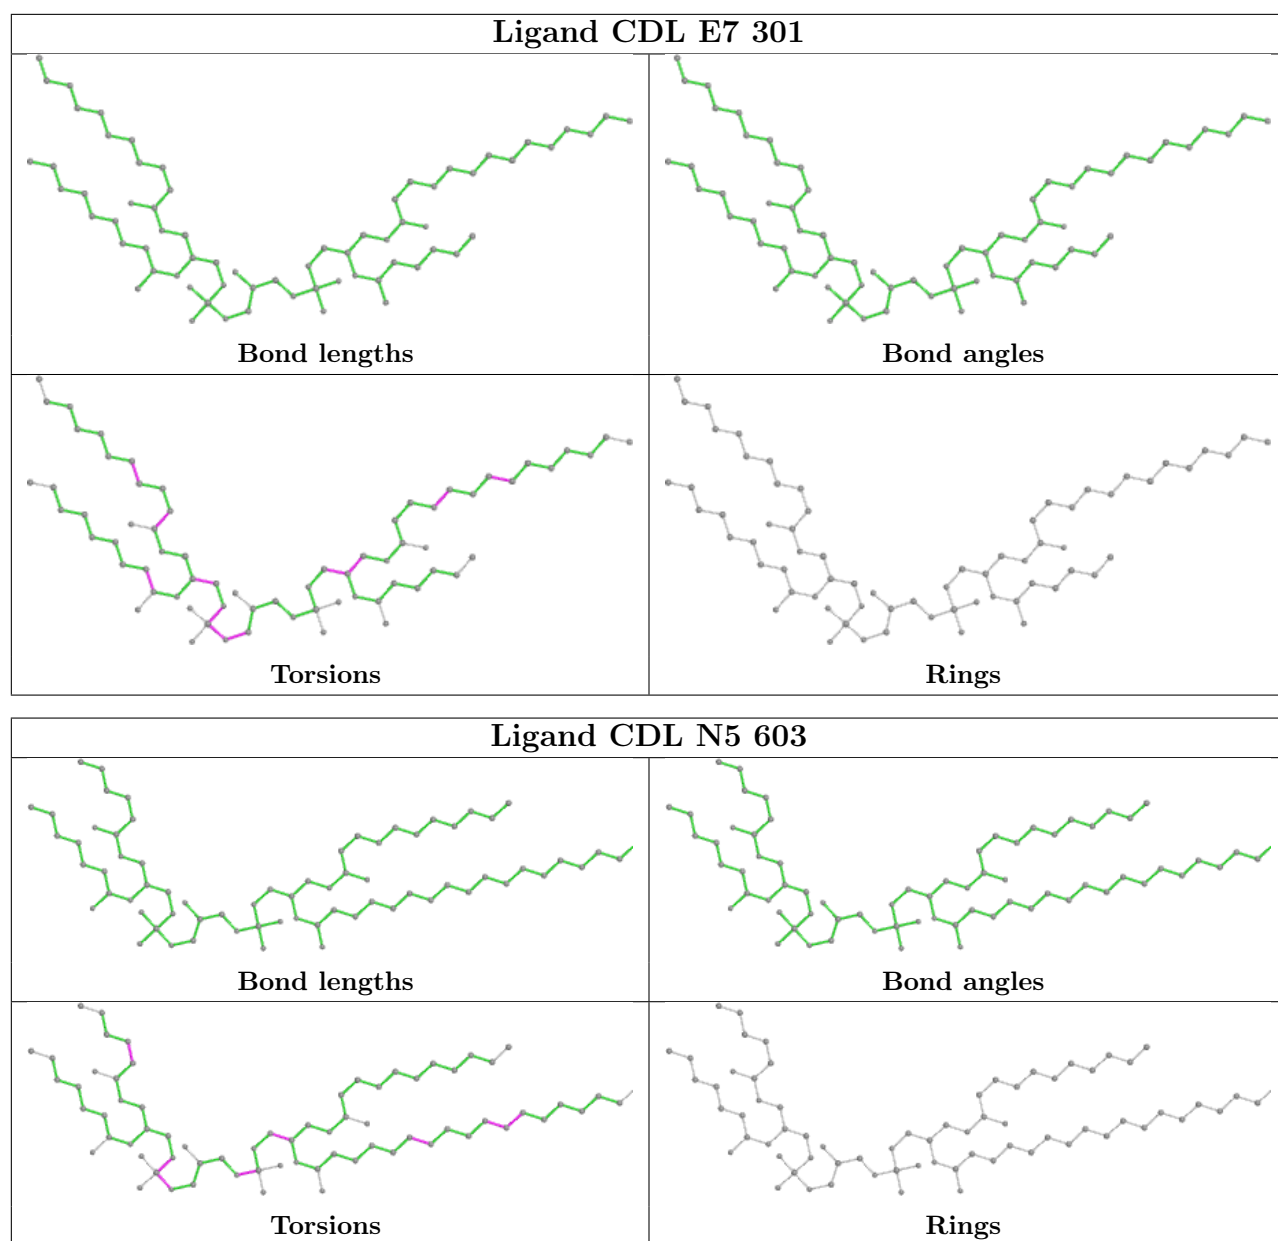 Ligand CDL E7 301
Bond lengths
Bond angles
Torsions
Rings
Ligand CDL N5 603
Bond lengths
Bond angles
Torsions
Rings